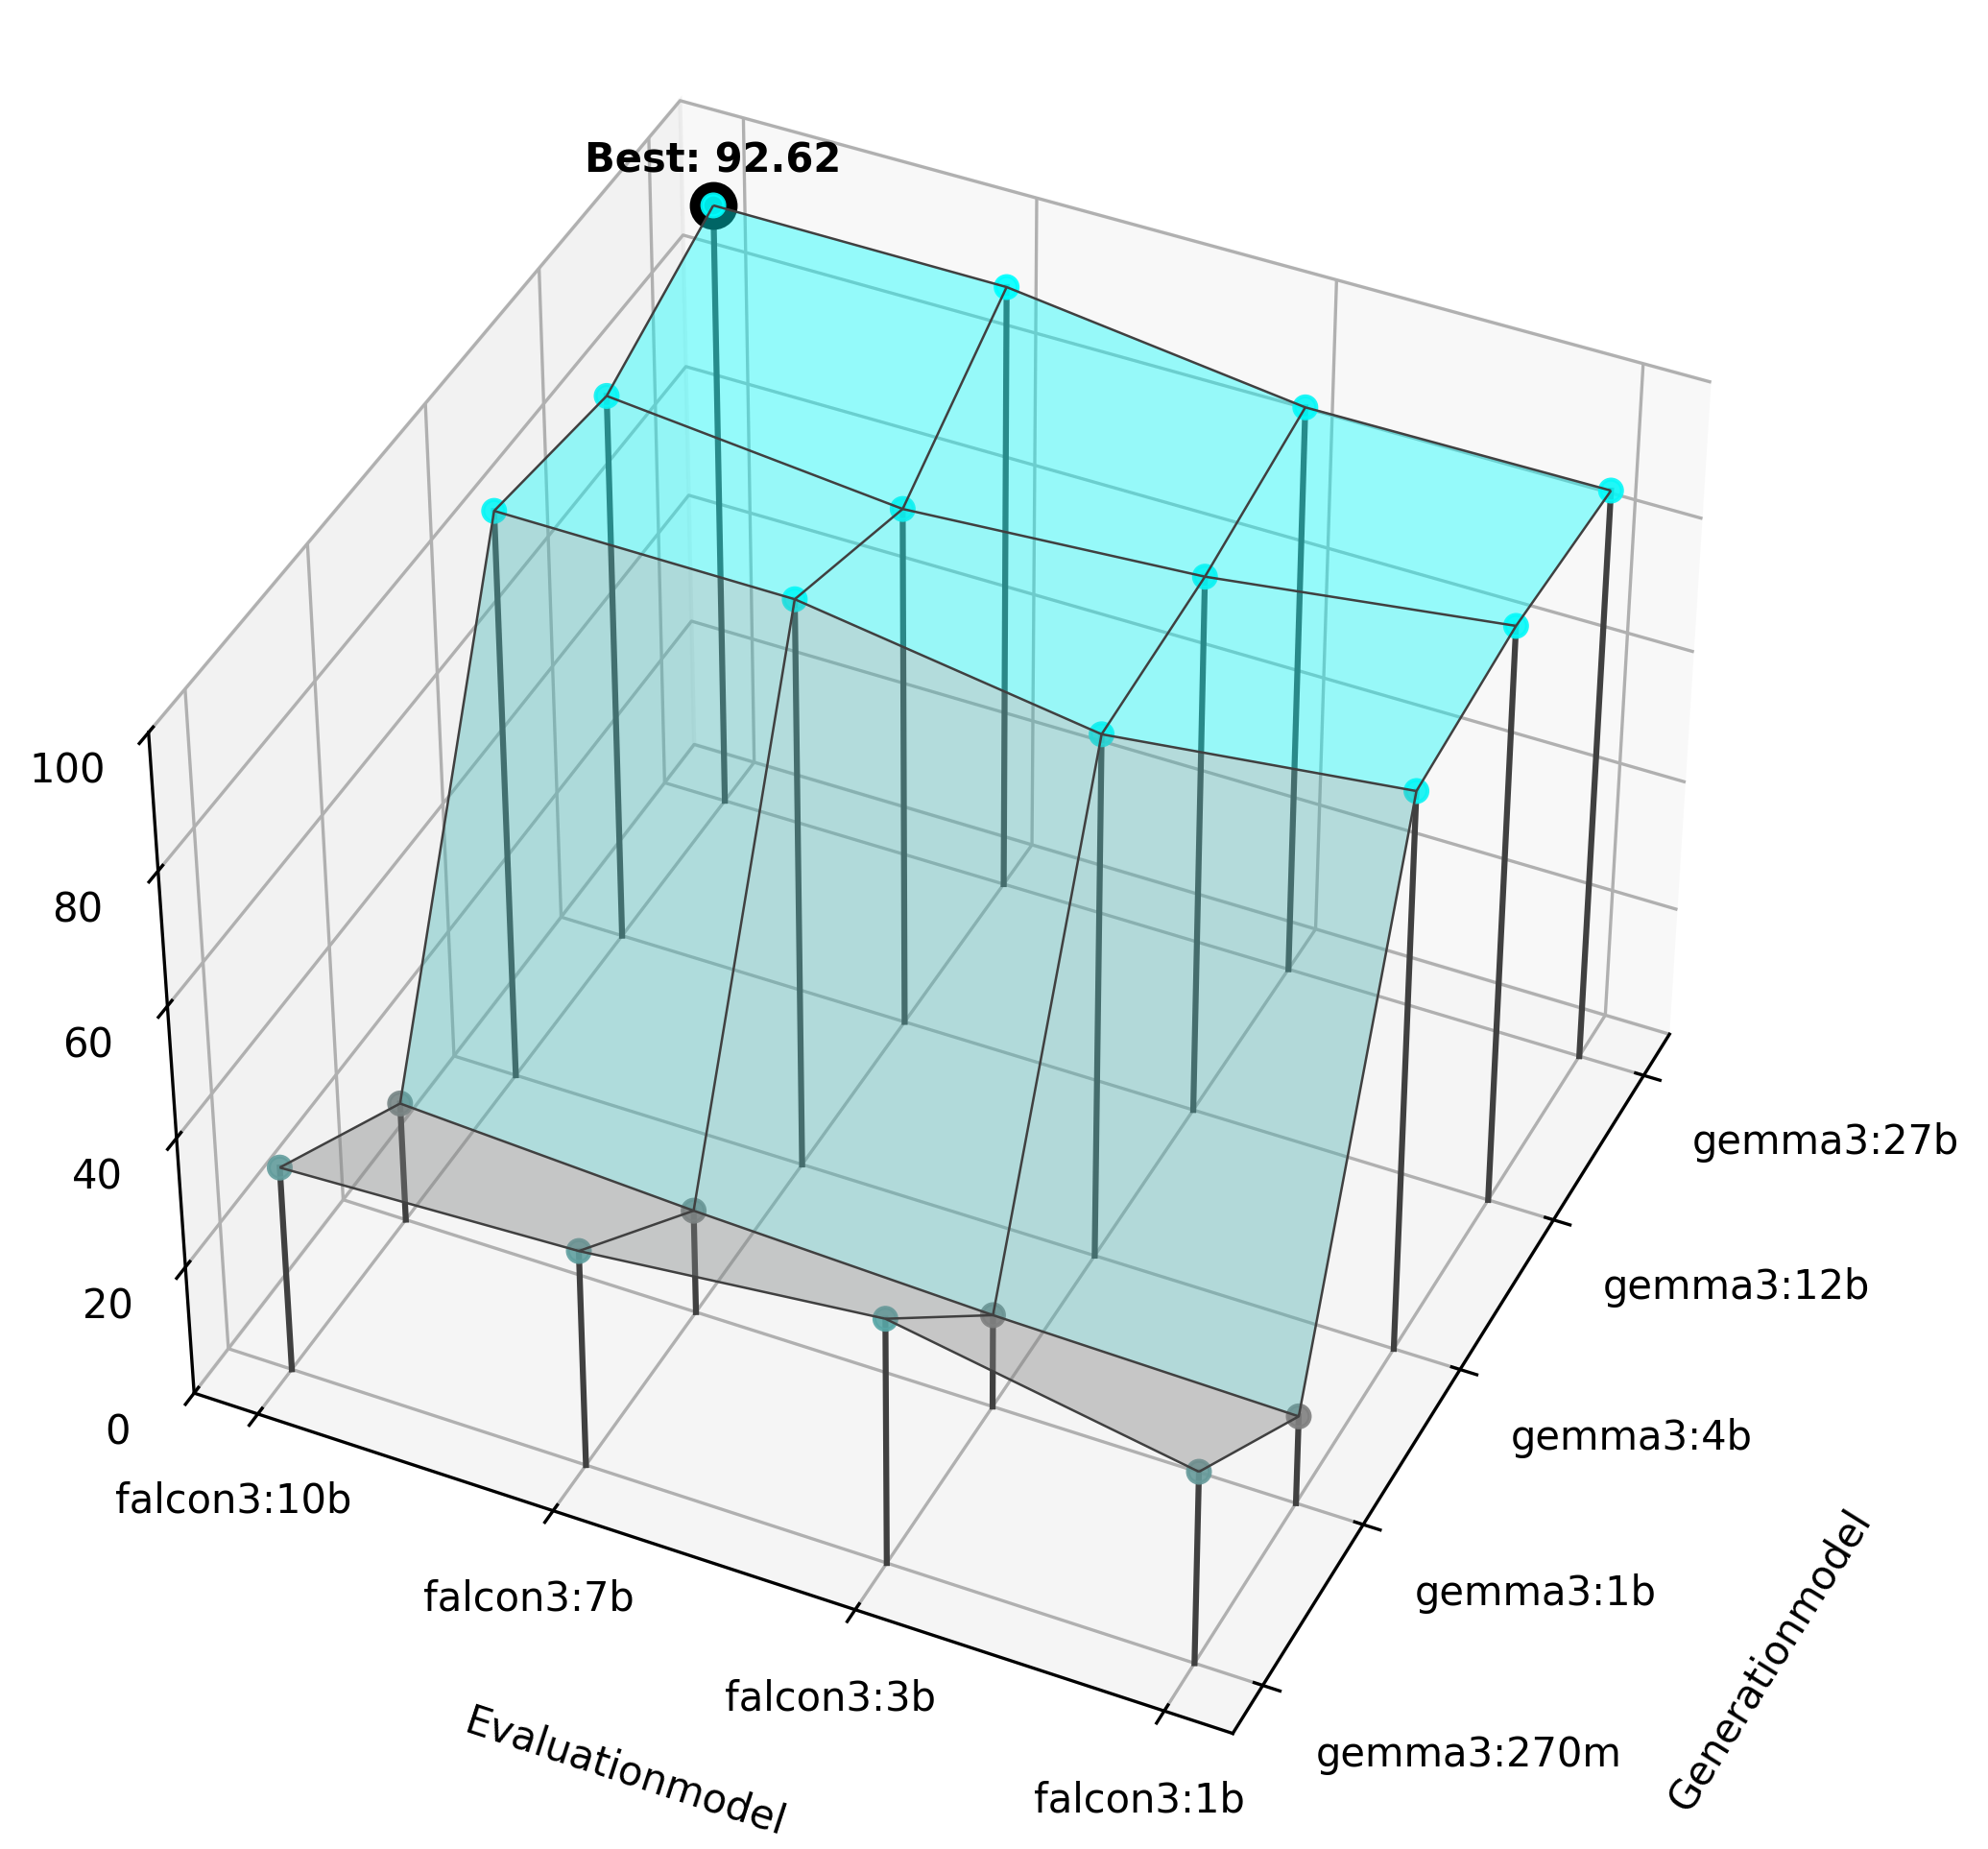 Best: 92.62
100
80
60
40
20
0
falcon3:10b
falcon3:7b
falcon3:3b
falcon3:1b
Evaluationmodel
gemma3:27b
gemma3:12b
gemma3:4b
gemma3:1b
gemma3:270m
Generationmodel